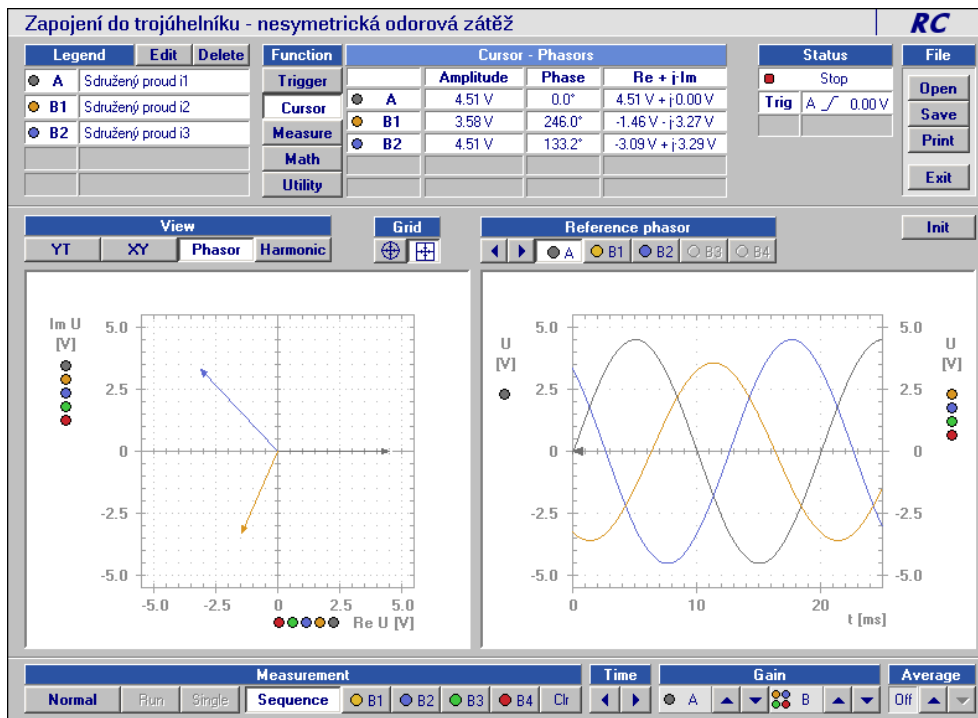 Zapojení do trojúhelníku - nesymetrická odorová zátěž RC
Legend Edit Delete
A Sdružený proud i1
B1 Sdružený proud i2
B2 Sdružený proud i3
Function
Trigger
Cursor
Measure
Math
Utility
Cursor - Phasors
Amplitude Phase Re + j·Im
A 4.51 V 0.0° 4.51 V + j·0.00 V
B1 3.58 V 246.0° -1.46 V - j·3.27 V
B2 4.51 V 133.2° -3.09 V + j·3.29 V
Status
Stop
Trig A 0.00 V
File
Open
Save
Print
Exit
View
YT XY Phasor Harmonic
Grid
Reference phasor
A B1 B2 B3 B4
Init
Im U
[V]
5.0
2.5
0
-2.5
-5.0
-5.0 -2.5 0 2.5 5.0
Re U [V]
U
[V]
5.0
2.5
0
-2.5
-5.0
0 10 20
t [ms]
5.0
2.5
0
-2.5
-5.0
U
[V]
Measurement
Normal Run Single Sequence B1 B2 B3 B4 Clr
Time
Gain
A B
Average
Off